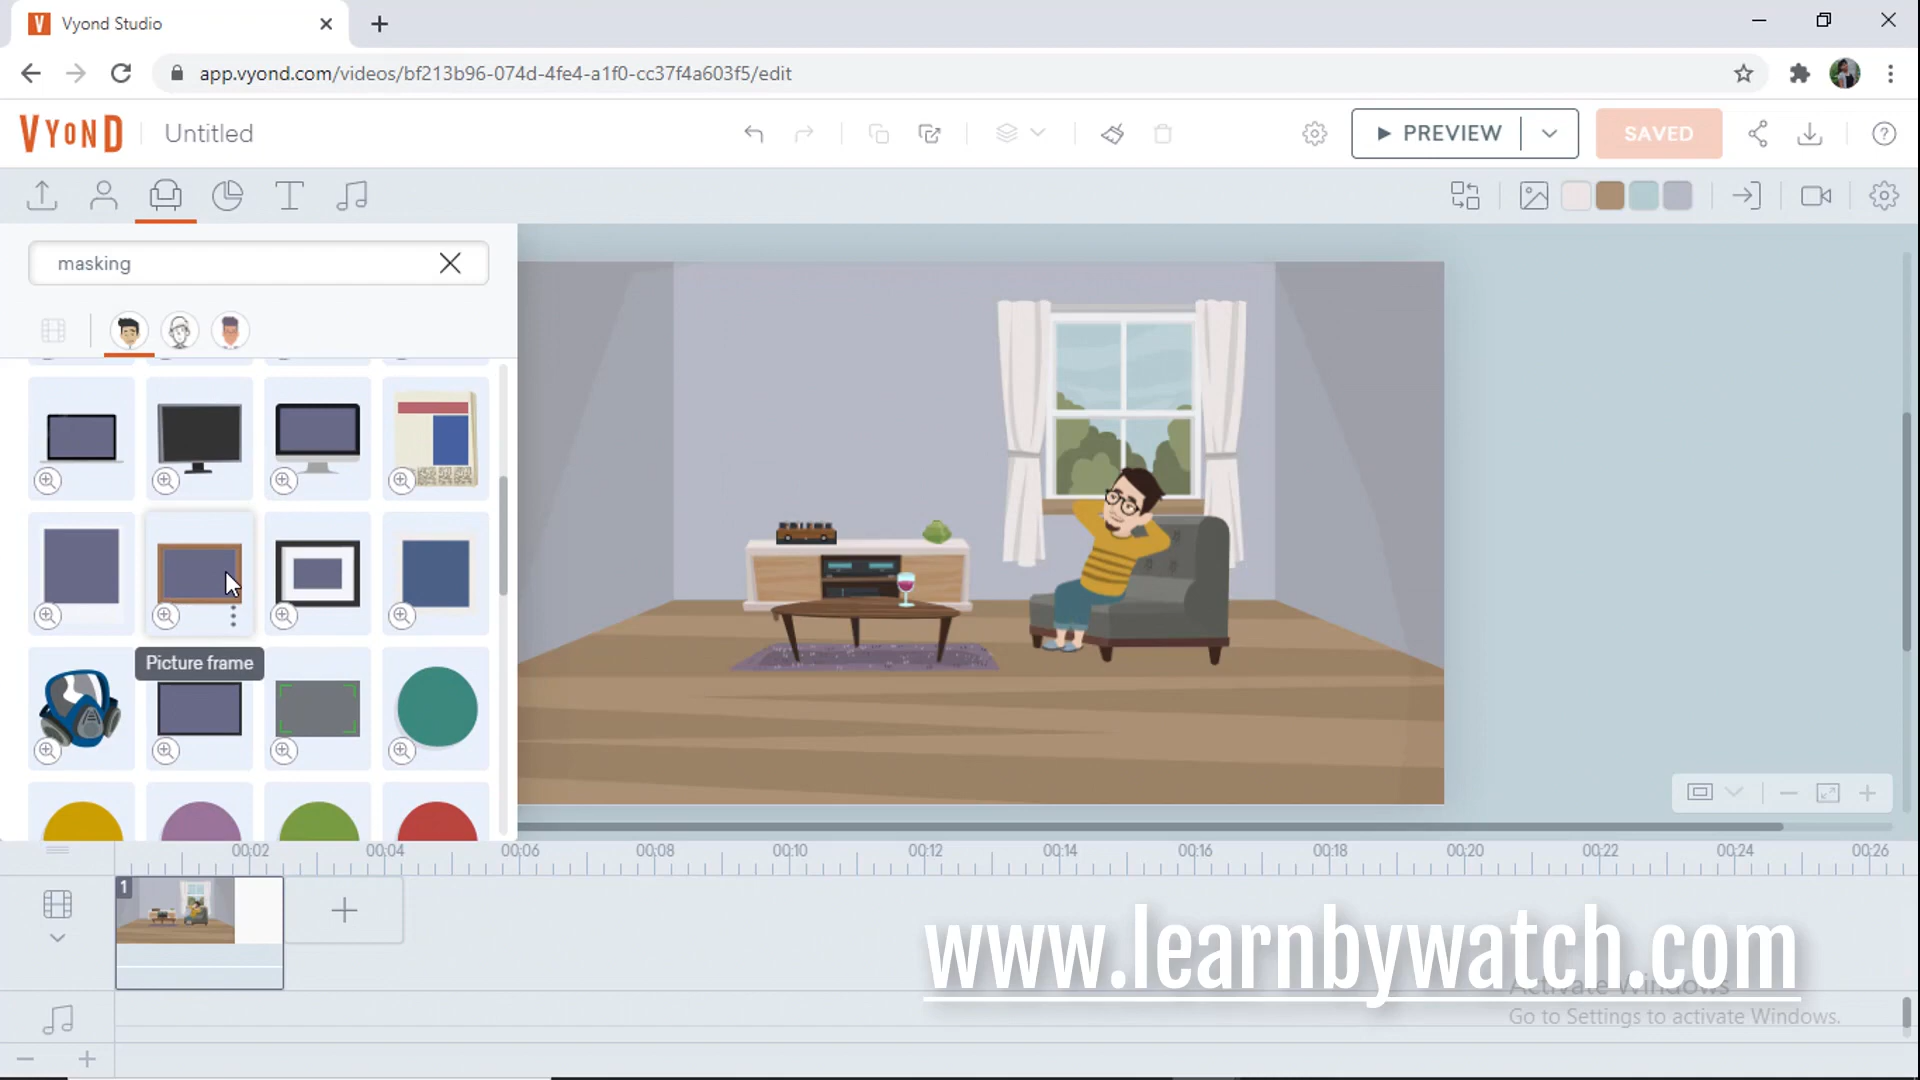 Vyond Studio
app.vyond.com/videos/bf213b96-074d-4fe4-a1f0-cc37f4a603f5/edit
VYOND
Untitled
PREVIEW
SAVED
masking
Picture frame
00:02 00:04 00:06 00:08 00:10 00:12 00:14 00:16 00:18 00:20 00:22 00:24 00:26
1
www.learnbywatch.com
Activate Windows
Go to Settings to activate Windows.